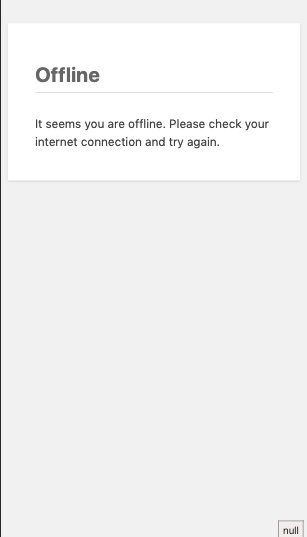 Offline
It seems you are offline. Please check your
internet connection and try again.
null